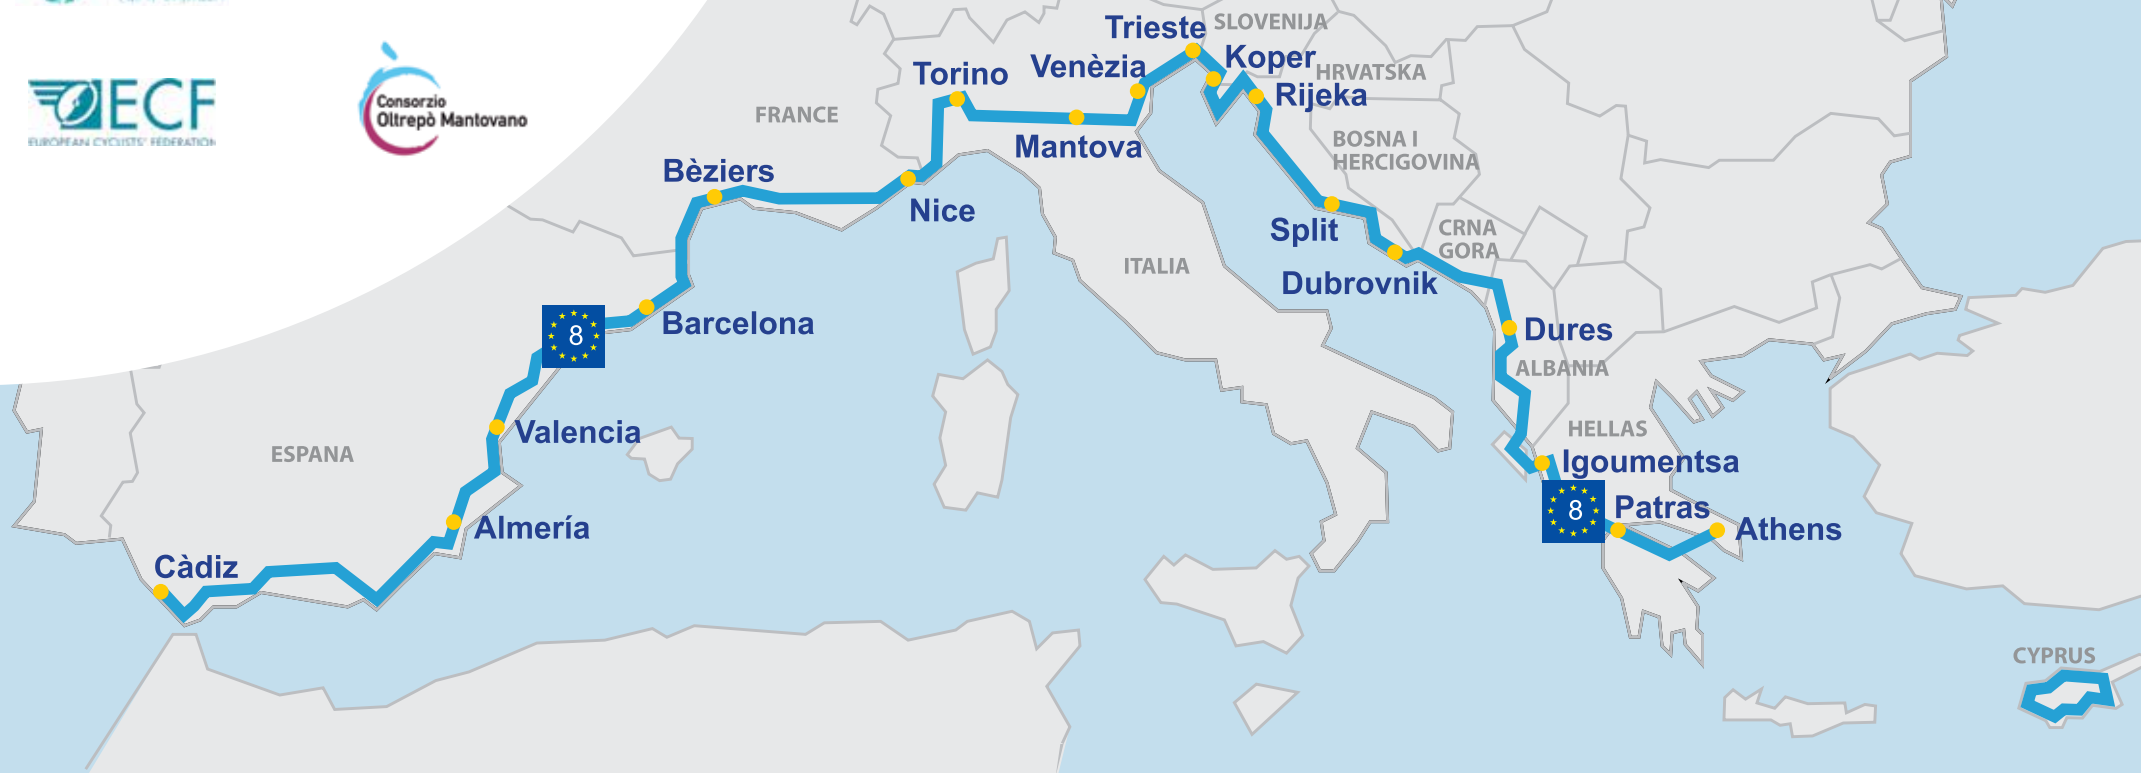 ECF
EUROPEAN CYCLISTS' FEDERATION
Consorzio
Oltrepò Mantovano
Trieste
SLOVENIJA
Koper
Venèzia
HRVATSKA
Torino
Rijeka
FRANCE
Mantova
BOSNA I
HERCIGOVINA
Bèziers
Nice
Split
CRNA
GORA
ITALIA
Dubrovnik
Barcelona
8
Dures
ALBANIA
Valencia
HELLAS
ESPANA
Igoumentsa
8
Patras
Almería
Athens
Càdiz
CYPRUS